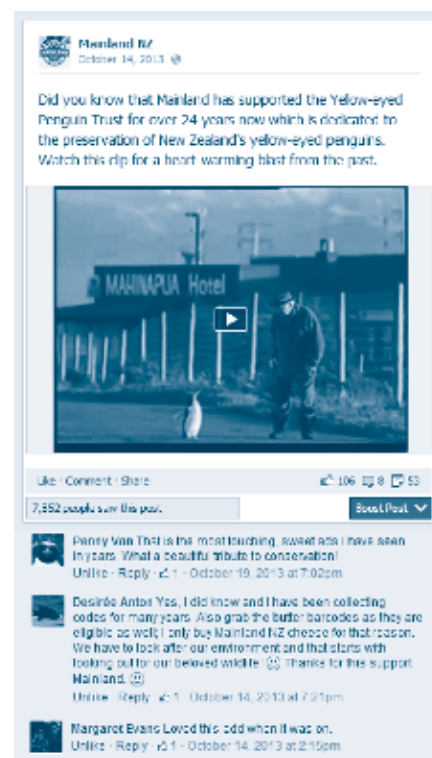 Mainland NZ
October 14, 2013
Did you know that Mainland has supported the Yellow-eyed
Penguin Trust for over 24 years now which is dedicated to
the preservation of New Zealand's yellow-eyed penguins.
Watch this clip for a heart-warming blast from the past.
MAHINAPUA Hotel
Like · Comment · Share 106 8 53
7,852 people saw this post Boost Post
Penny Van That is the most touching, sweet ads I have seen
in years. What a beautiful tribute to conservation!
Unlike · Reply · 1 · October 19, 2013 at 7:02pm
Desirée Anton Yes, I did know and I have been collecting
codes for many years. Also grab the butter barcodes as they are
eligible as well; I only buy Mainland NZ cheese for that reason.
We have to look after our environment and that starts with
looking out for our beloved wildlife Thanks for this support
Mainland.
Unlike · Reply · 1 · October 14, 2013 at 7:21pm
Margaret Evans Loved this add when it was on.
Unlike · Reply · 1 · October 14, 2013 at 2:15pm